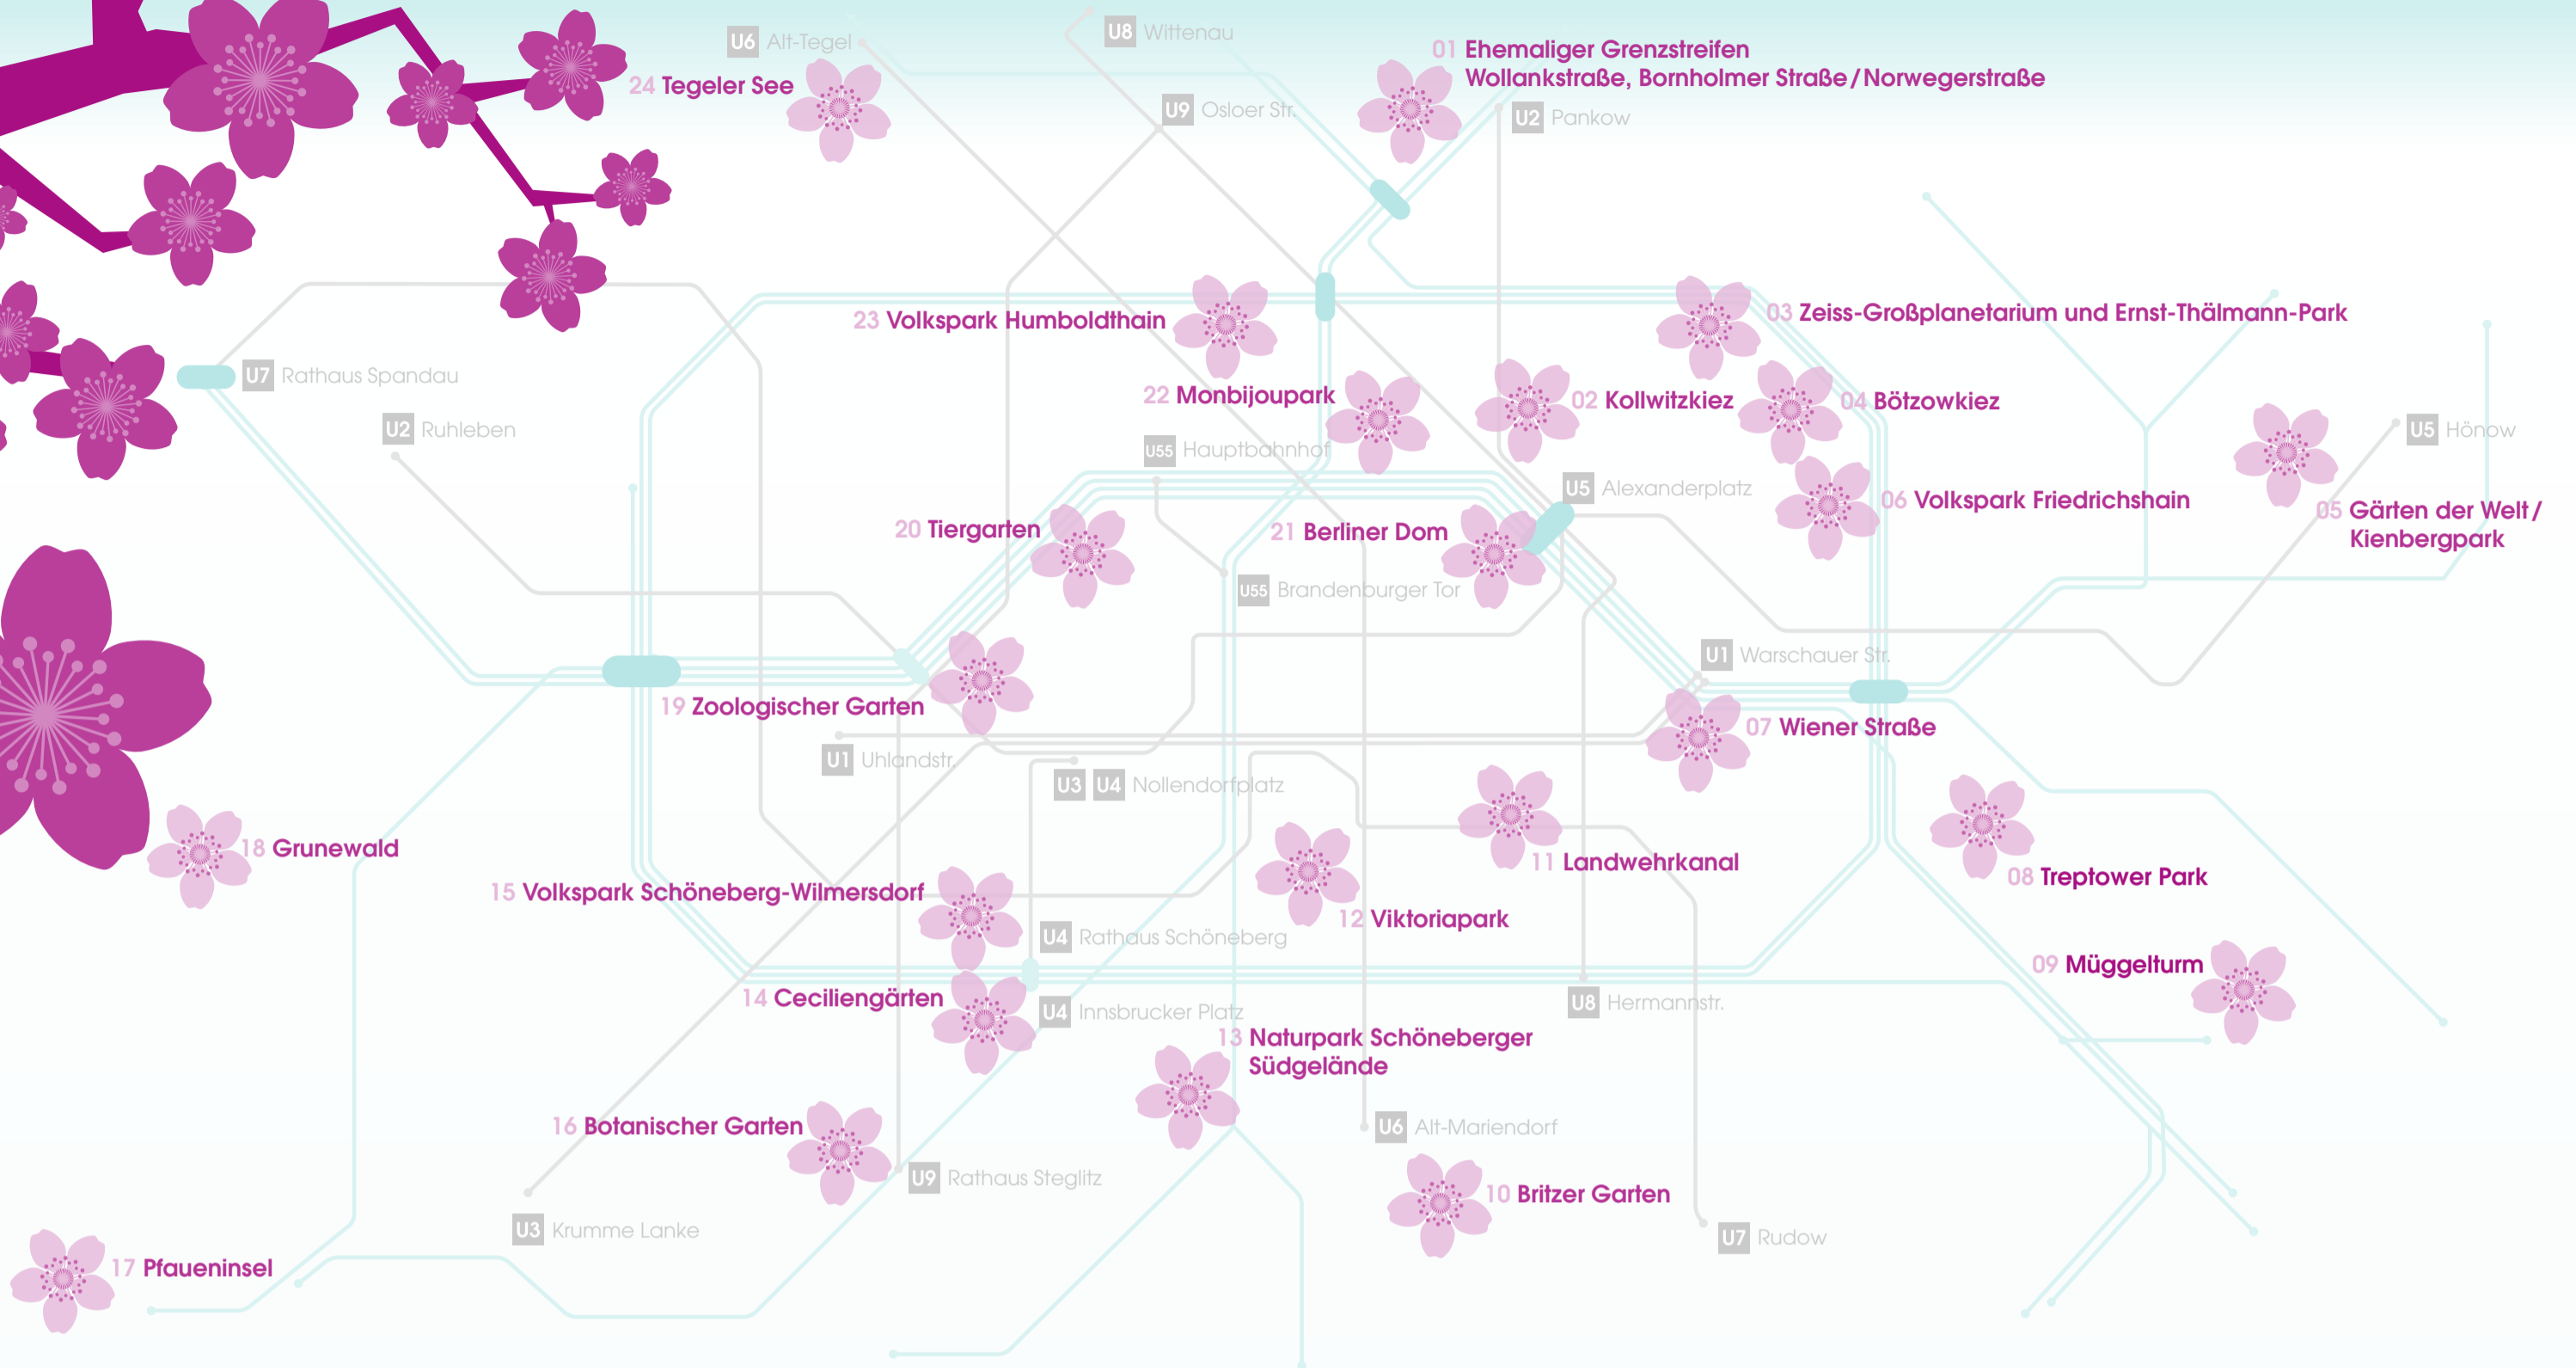 U8 Wittenau
U6 Alt-Tegel
01 Ehemaliger Grenzstreifen
Wollankstraße, Bornholmer Straße/Norwegerstraße
24 Tegeler See
U9 Osloer Str.
U2 Pankow
03 Zeiss-Großplanetarium und Ernst-Thälmann-Park
23 Volkspark Humboldthain
U7 Rathaus Spandau
22 Monbijoupark
02 Kollwitzkiez
04 Bötzowkiez
U2 Ruhleben
U5 Hönow
U55 Hauptbahnhof
U5 Alexanderplatz
06 Volkspark Friedrichshain
05 Gärten der Welt/
Kienbergpark
20 Tiergarten
21 Berliner Dom
U55 Brandenburger Tor
U1 Warschauer Str.
19 Zoologischer Garten
07 Wiener Straße
U1 Uhlandstr.
U3 U4 Nollendorfplatz
18 Grunewald
11 Landwehrkanal
08 Treptower Park
15 Volkspark Schöneberg-Wilmersdorf
12 Viktoriapark
U4 Rathaus Schöneberg
09 Müggelturm
14 Ceciliengärten
U8 Hermannstr.
U4 Innsbrucker Platz
13 Naturpark Schöneberger
Südgelände
16 Botanischer Garten
U6 Alt-Mariendorf
U9 Rathaus Steglitz
10 Britzer Garten
U3 Krumme Lanke
U7 Rudow
17 Pfaueninsel